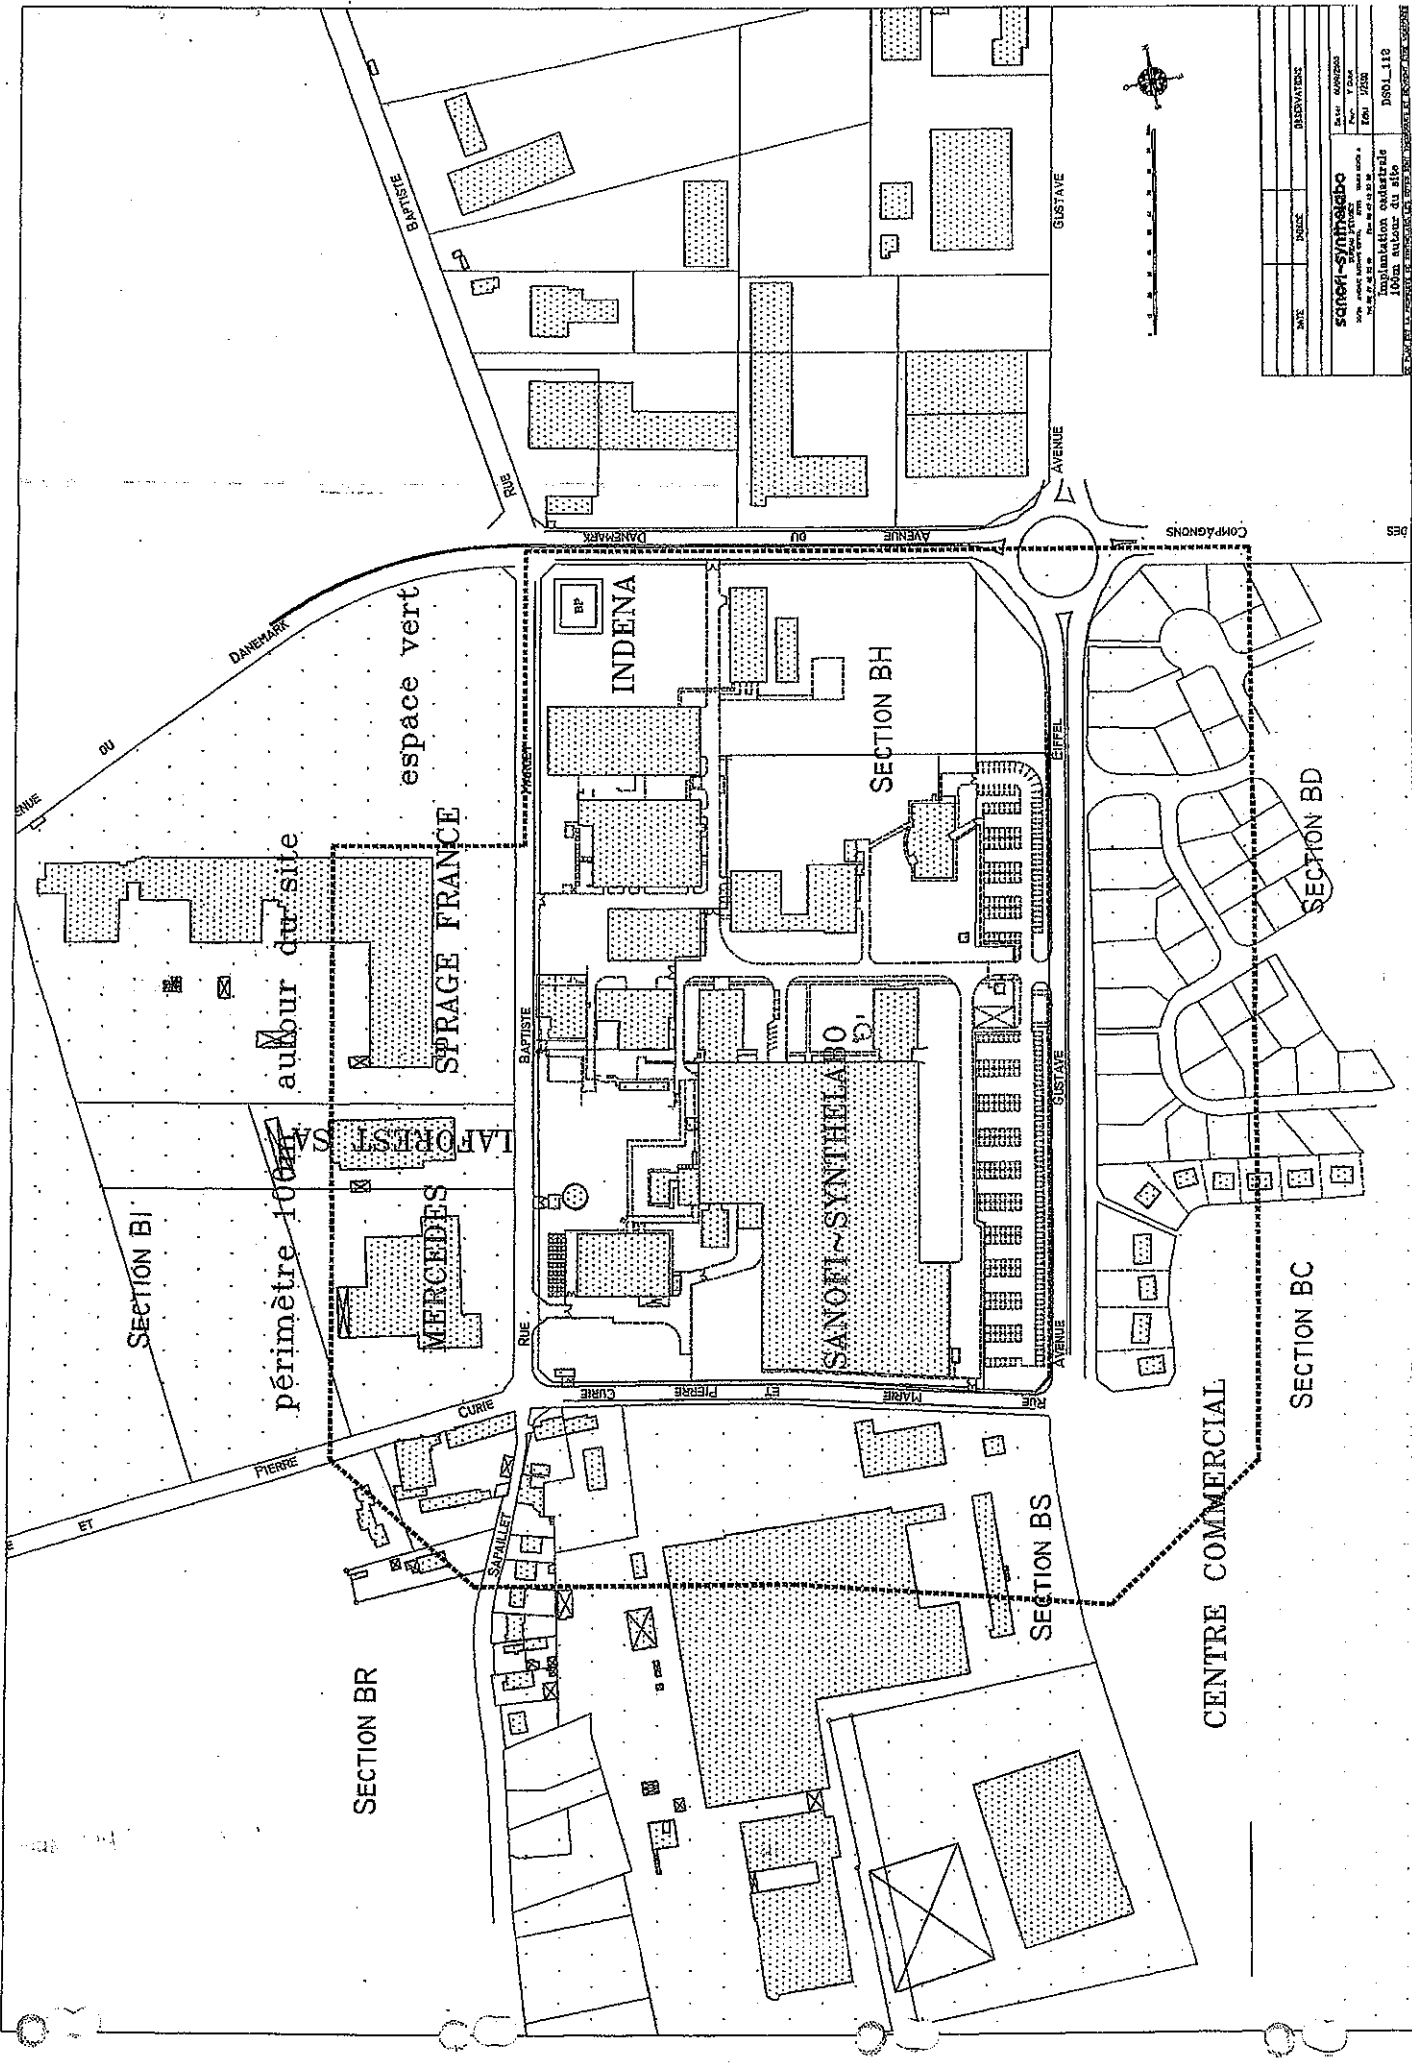 SECTION BI
SECTION BR
SECTION BS
SECTION BC
SECTION BD
SECTION BH
périmètre 100m autour du site
espace vert
SPRAGE FRANCE
LAFOREST SA
MERCEDES
INDENA
BP
SANOFI~SYNTHELABO
G'
CENTRE COMMERCIAL
ET
PIERRE
CURIE
SAPAILLET
RUE
BAPTISTE
MARCET
RUE
BAPTISTE
ENUE
DU
DANEMARK
AVENUE
DU
DANEMARK
RUE
MARIE
ET
PIERRE
CURIE
AVENUE
GUSTAVE
EIFFEL
AVENUE
GUSTAVE
COMPAGNONS
DES
DATE
INDICE
OBSERVATIONS
sanofi~synthelabo
Implantation cadastrale
100m autour du site
DS01_112